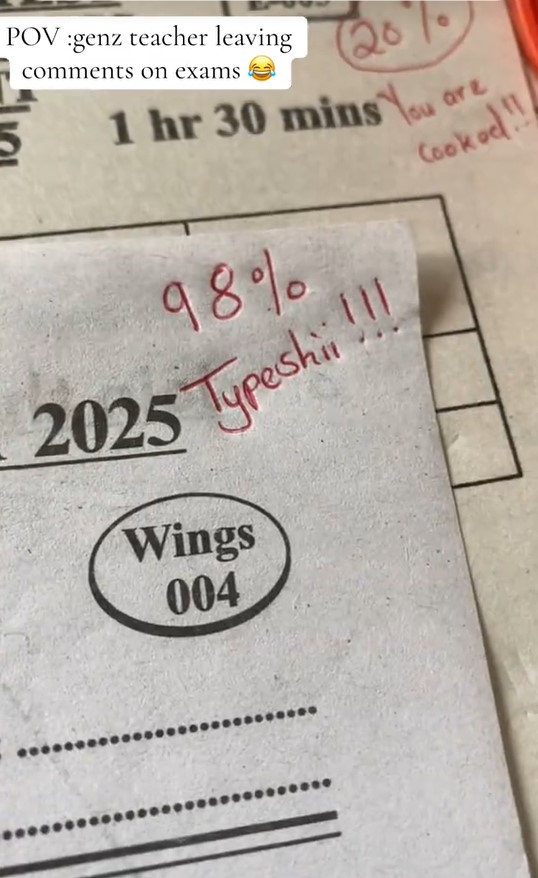 POV :genz teacher leaving
comments on exams 😂
20%
5
1 hr 30 mins
You are
cooked!!
98%
Typeshii!!!
2025
Wings
004